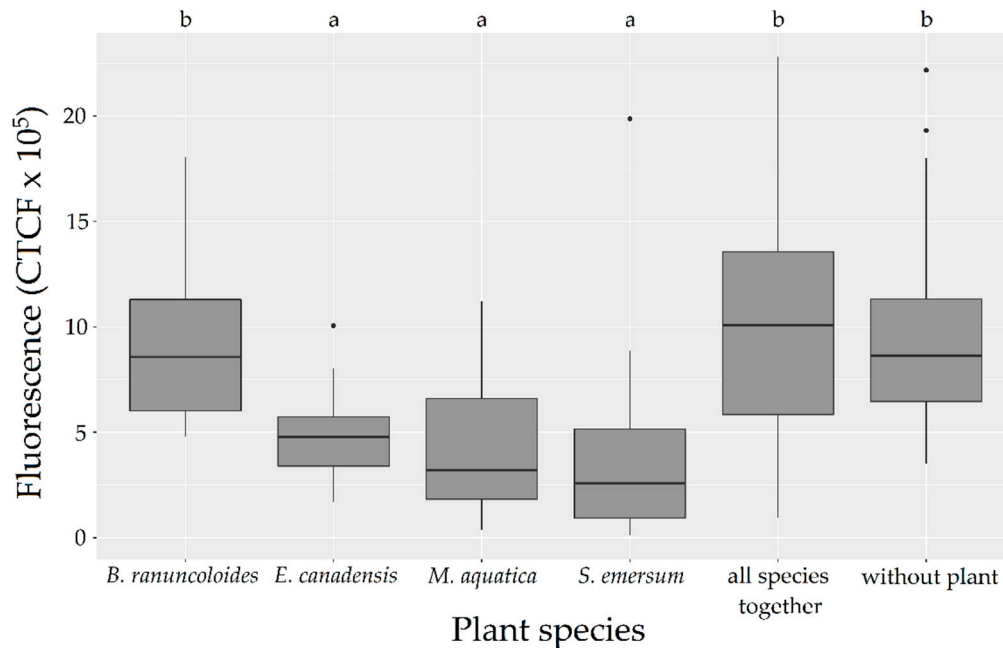 b a a a b b
Fluorescence (CTCF x 10⁵)
20
15
10
5
0
B. ranuncoloides E. canadensis M. aquatica S. emersum all species together without plant
Plant species